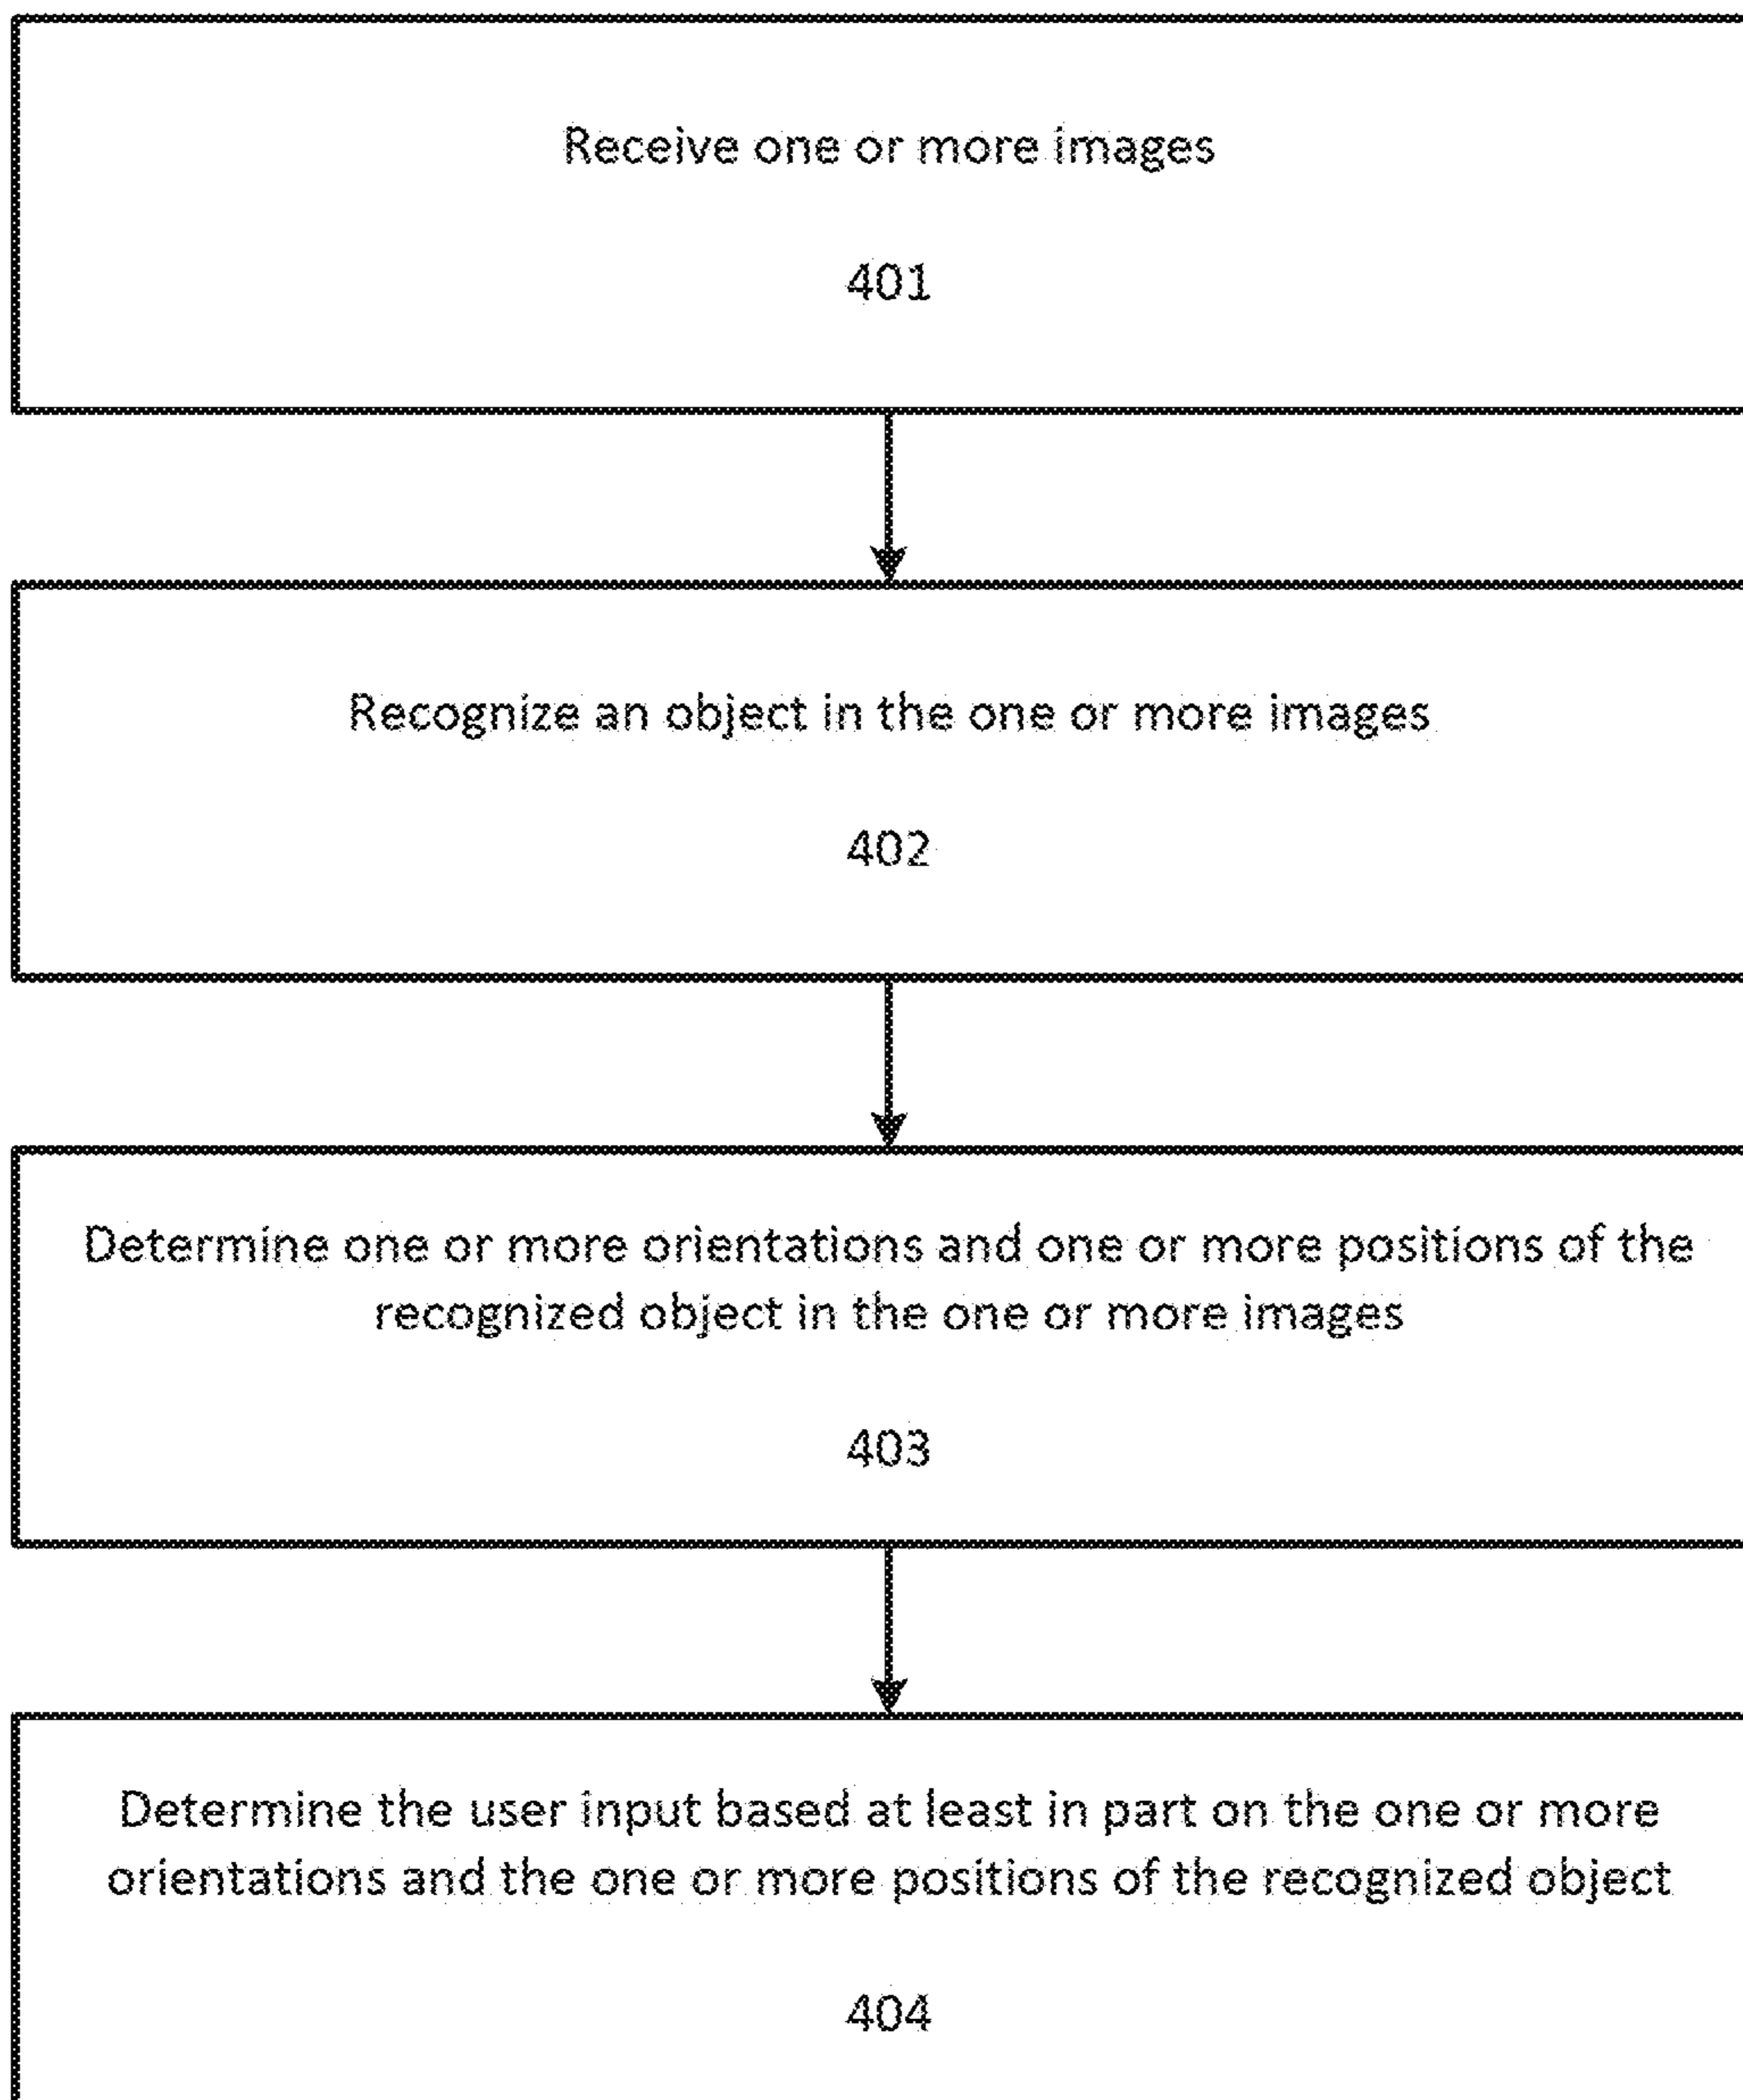 Receive one or more images
401
Recognize an object in the one or more images
402
Determine one or more orientations and one or more positions of the
recognized object in the one or more images
403
Determine the user input based at least in part on the one or more
orientations and the one or more positions of the recognized object
404